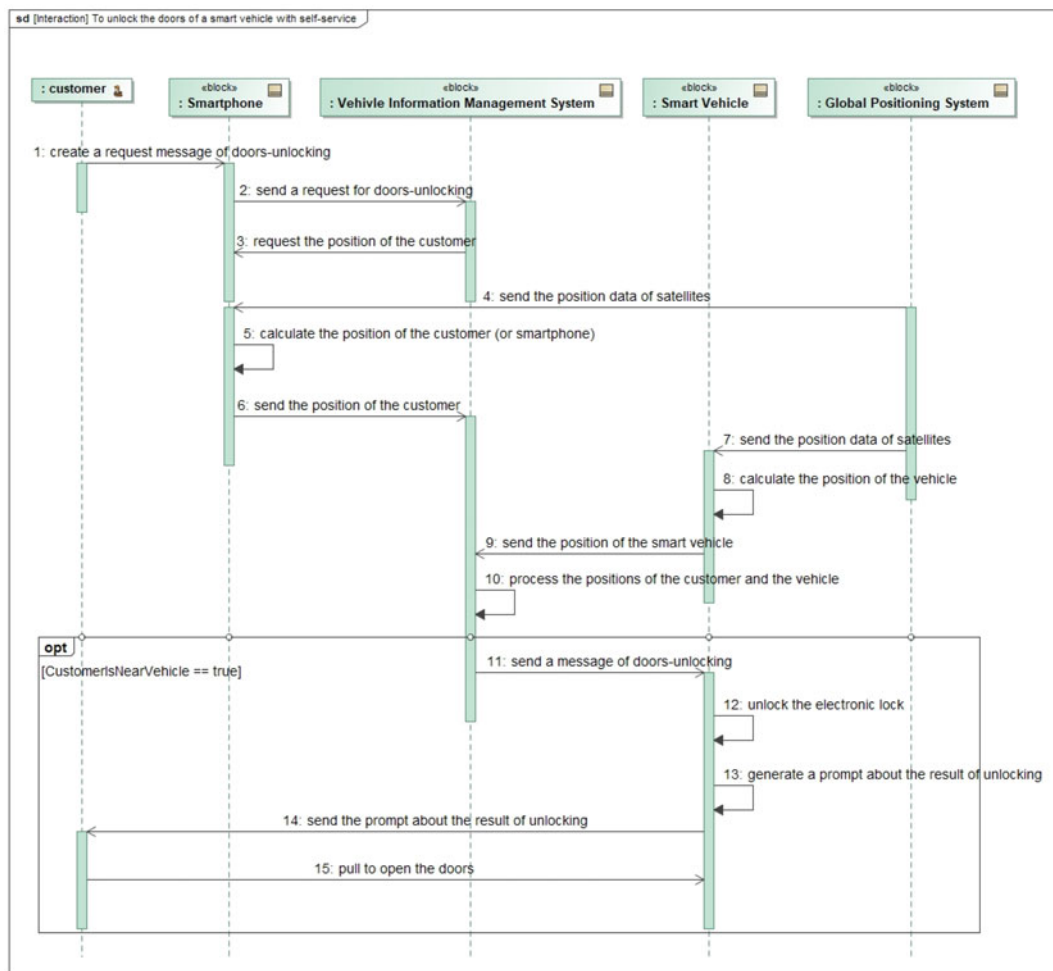 sd [Interaction] To unlock the doors of a smart vehicle with self-service
: customer
«block»
: Smartphone
«block»
: Vehivle Information Management System
«block»
: Smart Vehicle
«block»
: Global Positioning System
1: create a request message of doors-unlocking
2: send a request for doors-unlocking
3: request the position of the customer
4: send the position data of satellites
5: calculate the position of the customer (or smartphone)
6: send the position of the customer
7: send the position data of satellites
8: calculate the position of the vehicle
9: send the position of the smart vehicle
10: process the positions of the customer and the vehicle
opt
[CustomerIsNearVehicle == true]
11: send a message of doors-unlocking
12: unlock the electronic lock
13: generate a prompt about the result of unlocking
14: send the prompt about the result of unlocking
15: pull to open the doors